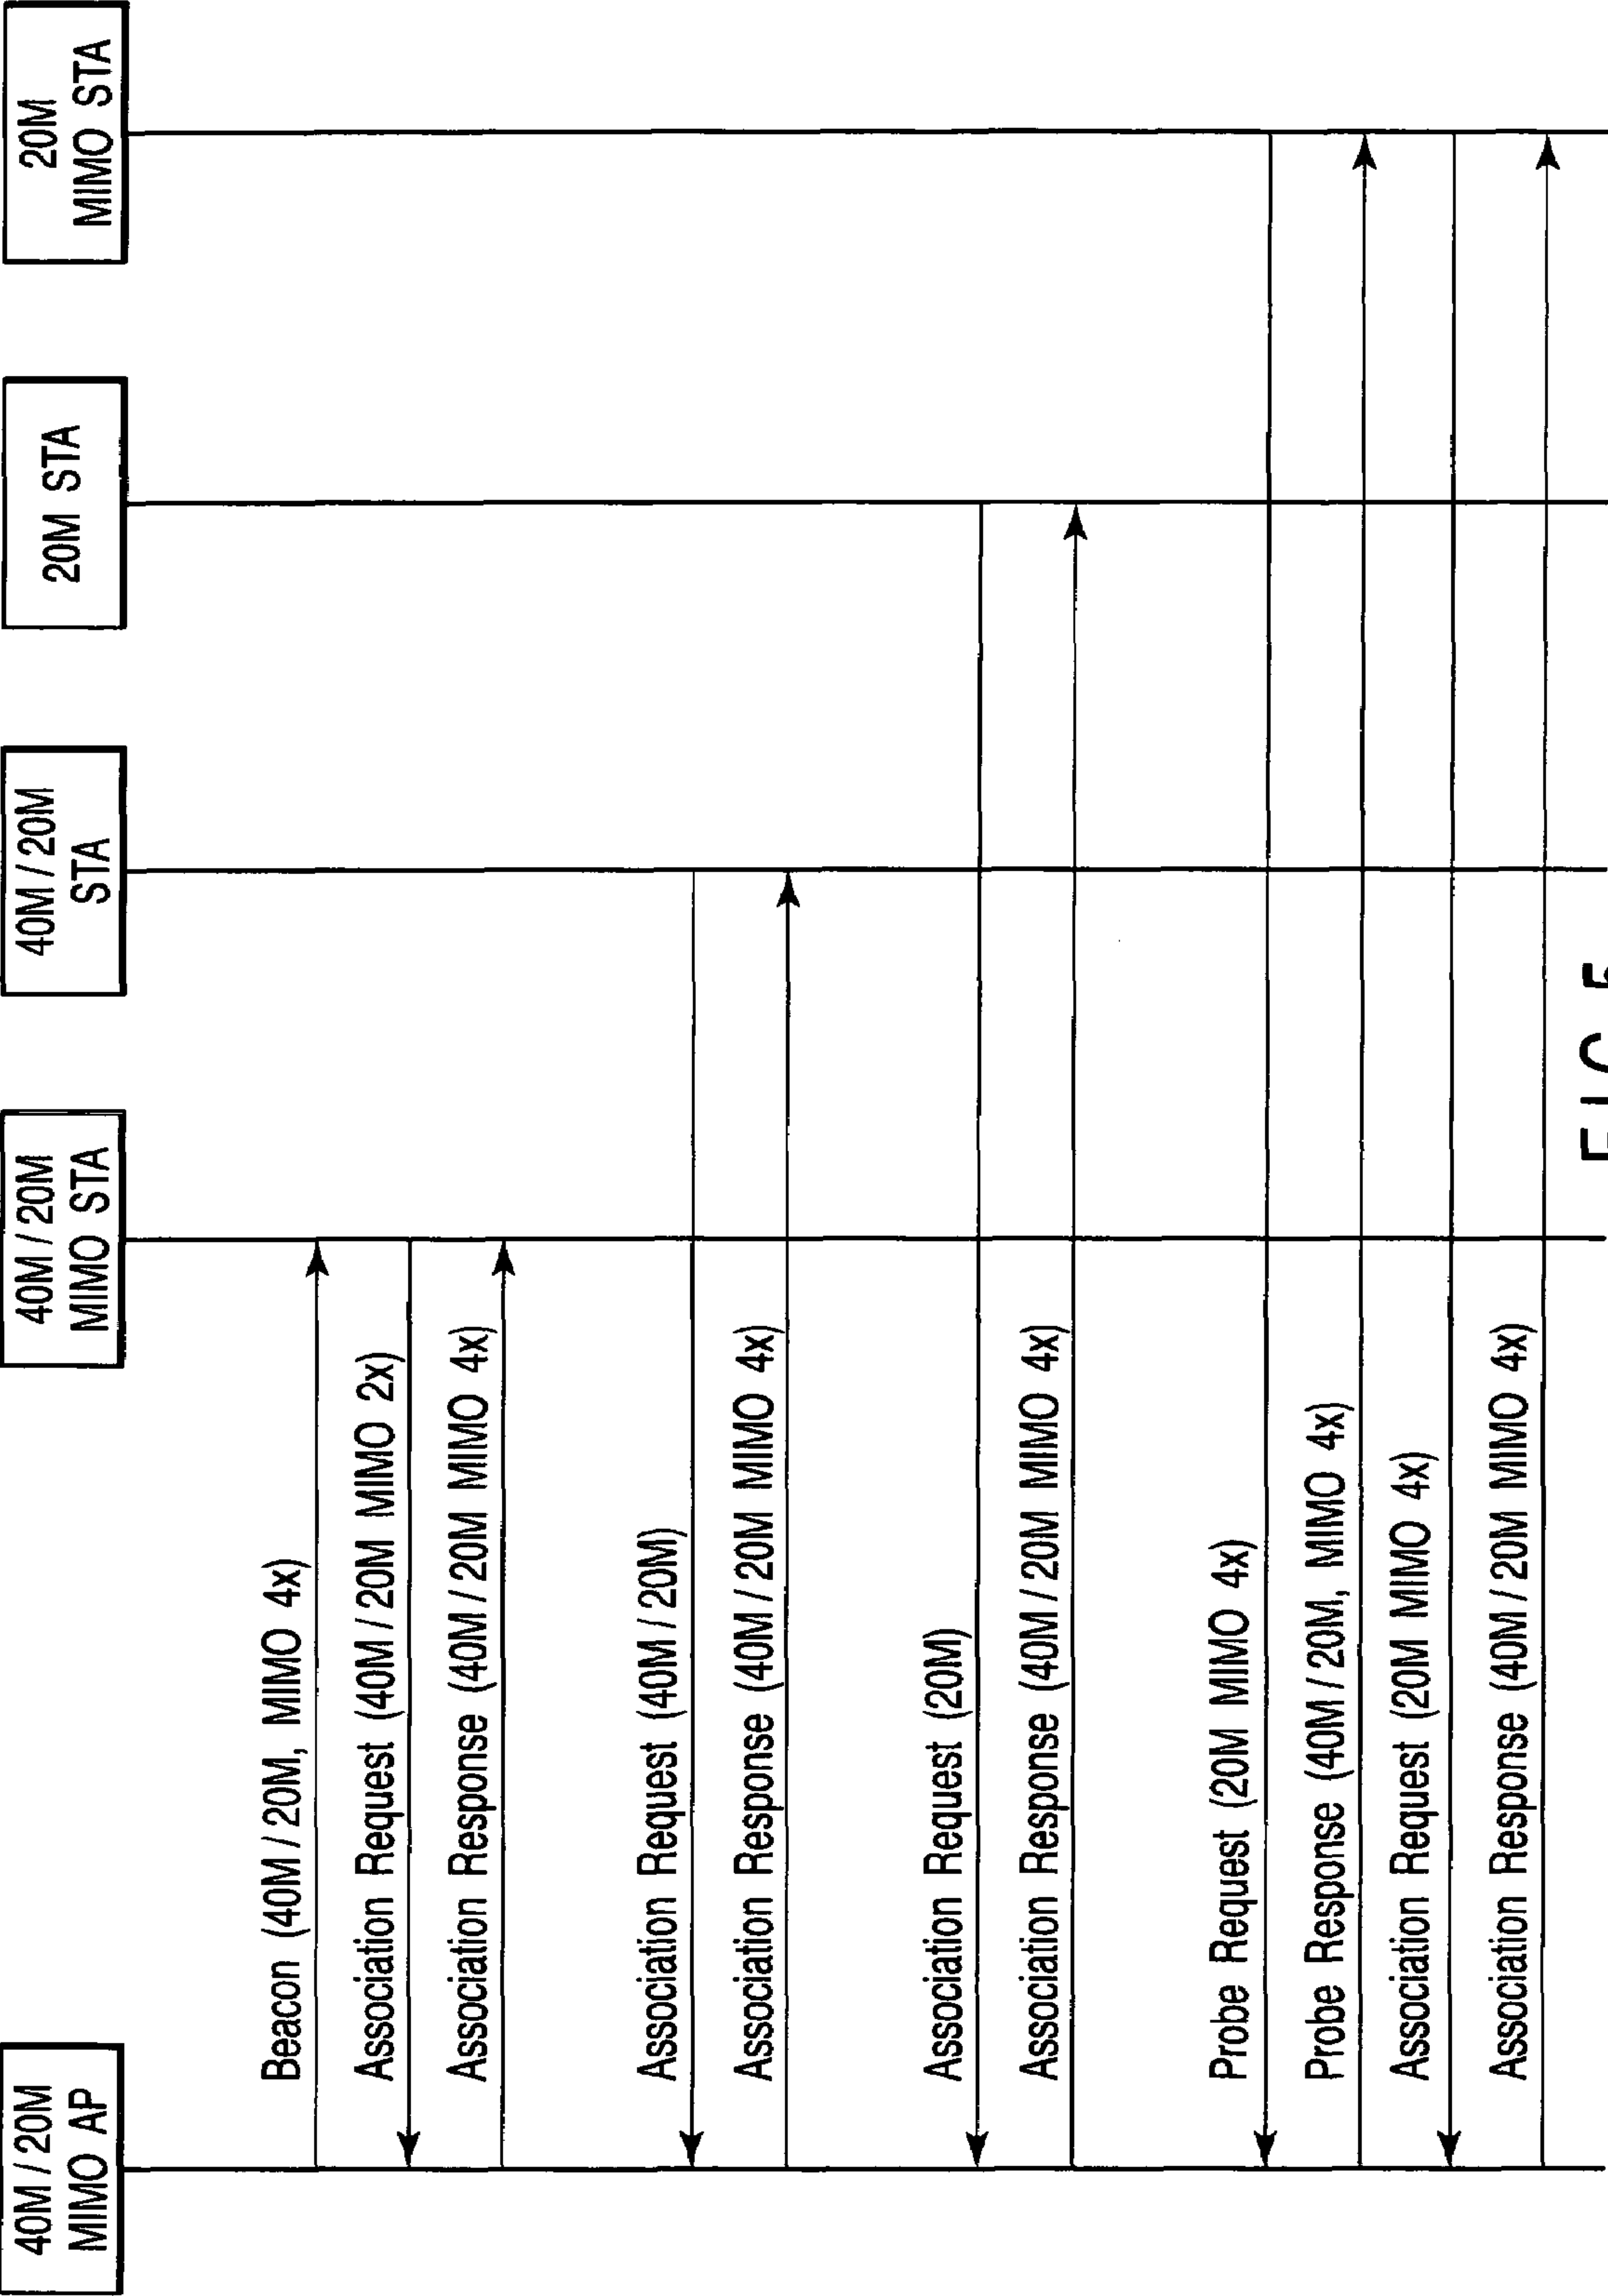 40M / 20M
MIMO AP
40M / 20M
MIMO STA
40M / 20M
STA
20M STA
20M
MIMO STA
Beacon (40M / 20M, MIMO 4x)
Association Request (40M / 20M MIMO 2x)
Association Response (40M / 20M MIMO 4x)
Association Request (40M / 20M)
Association Response (40M / 20M MIMO 4x)
Association Request (20M)
Association Response (40M / 20M MIMO 4x)
Probe Request (20M MIMO 4x)
Probe Response (40M / 20M, MIMO 4x)
Association Request (20M MIMO 4x)
Association Response (40M / 20M MIMO 4x)